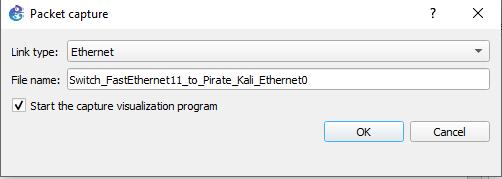 Packet capture
?
Link type: Ethernet
File name: Switch_FastEthernet11_to_Pirate_Kali_Ethernet0
Start the capture visualization program
OK Cancel